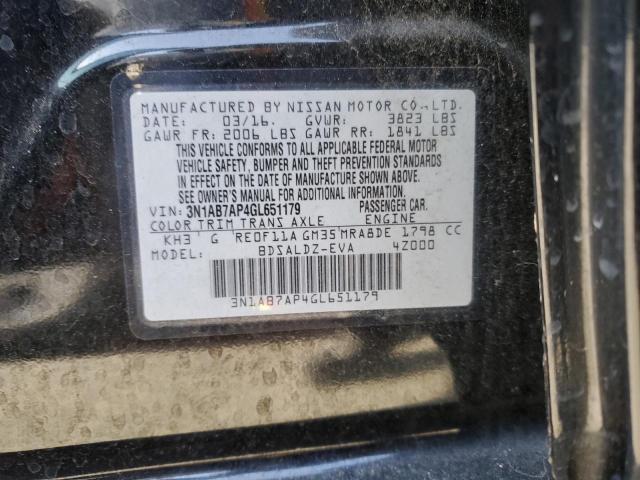 MANUFACTURED BY NISSAN MOTOR CO.,LTD.
DATE: 03/16. GVWR: 3823 LBS
GAWR FR: 2006 LBS GAWR RR: 1841 LBS
THIS VEHICLE CONFORMS TO ALL APPLICABLE FEDERAL MOTOR
VEHICLE SAFETY, BUMPER AND THEFT PREVENTION STANDARDS
IN EFFECT ON THE DATE OF MANUFACTURE SHOWN ABOVE.
SEE OWNER'S MANUAL FOR ADDITIONAL INFORMATION.
VIN: 3N1AB7AP4GL651179 PASSENGER CAR.
COLOR TRIM TRANS AXLE ENGINE
KH3 G RE0F11A GM35 MRA8DE 1798 CC
MODEL: BDSALDZ-EVA 4Z000
3N1AB7AP4GL651179